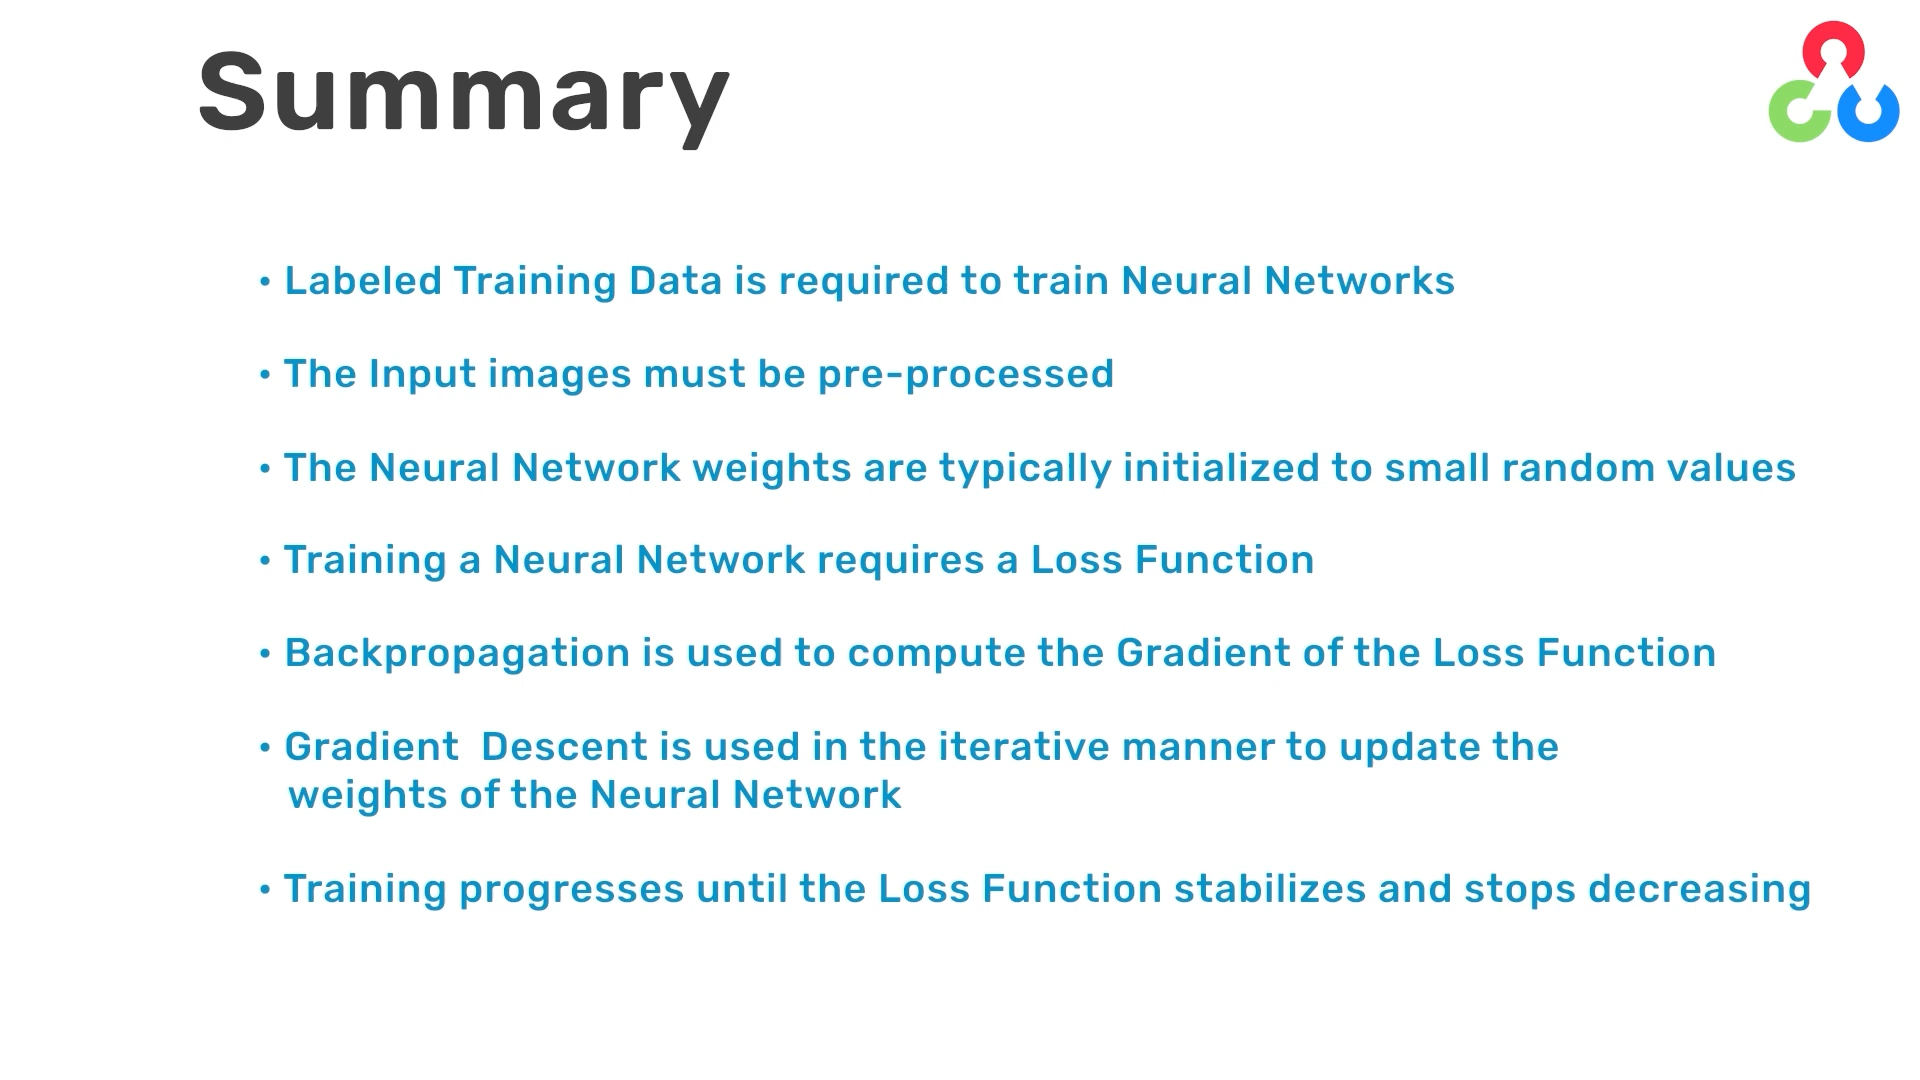 Summary
• Labeled Training Data is required to train Neural Networks
• The Input images must be pre-processed
• The Neural Network weights are typically initialized to small random values
• Training a Neural Network requires a Loss Function
• Backpropagation is used to compute the Gradient of the Loss Function
• Gradient  Descent is used in the iterative manner to update the
weights of the Neural Network
• Training progresses until the Loss Function stabilizes and stops decreasing